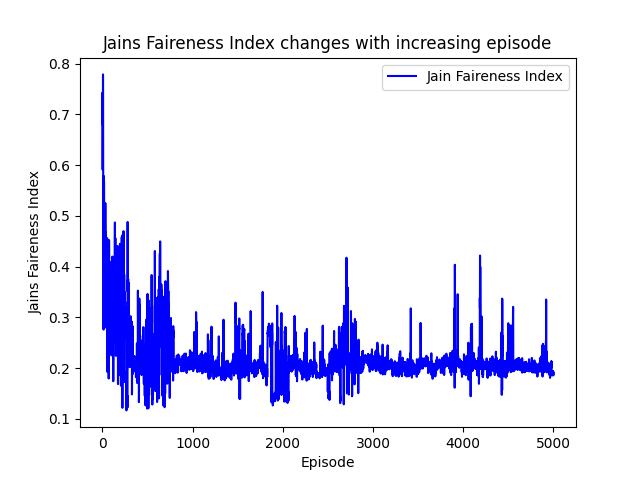 Jains Faireness Index changes with increasing episode
Jain Faireness Index
Jains Faireness Index
0.8
0.7
0.6
0.5
0.4
0.3
0.2
0.1
0 1000 2000 3000 4000 5000
Episode